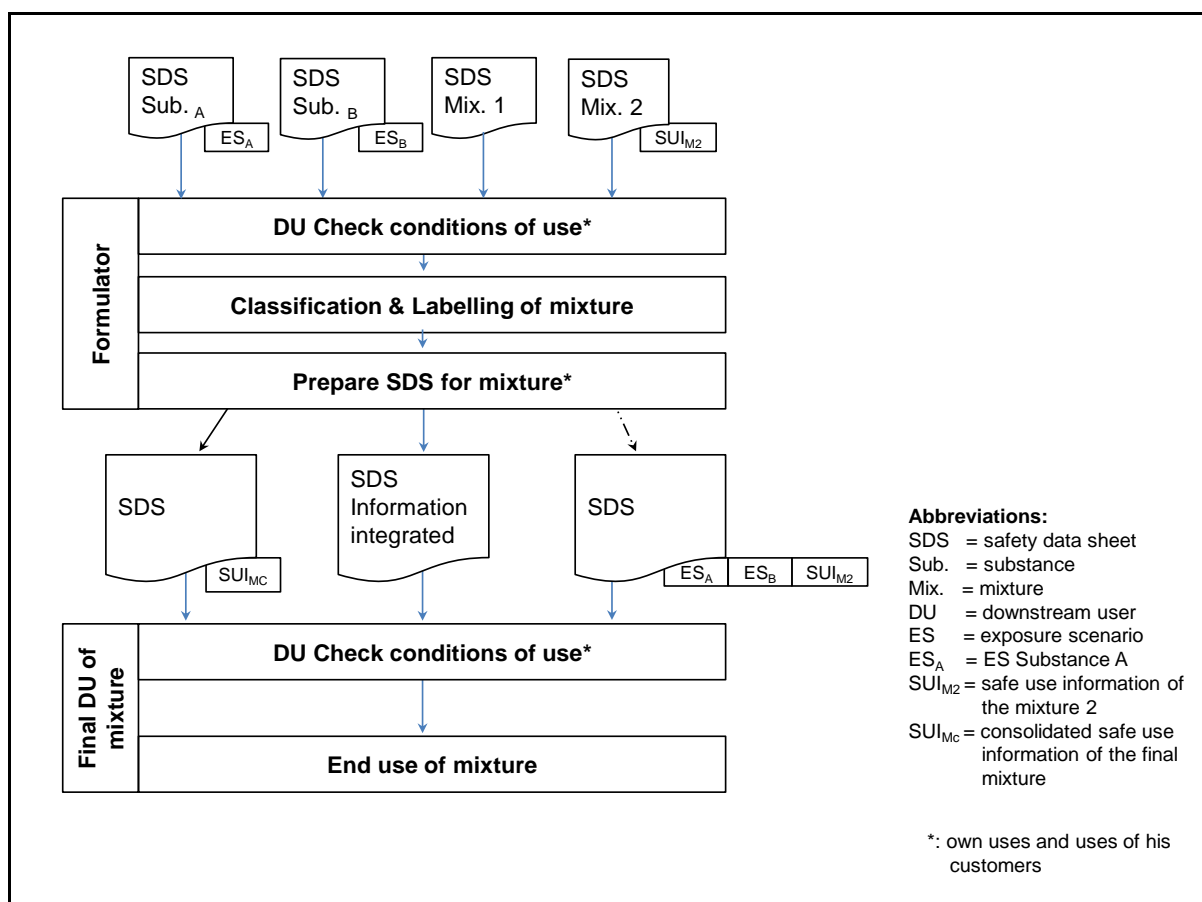 SDS
Sub. A
ESA
SDS
Sub. B
ESB
SDS
Mix. 1
SDS
Mix. 2
SUIM2
Formulator
DU Check conditions of use*
Classification & Labelling of mixture
Prepare SDS for mixture*
SDS
SUIMC
SDS
Information
integrated
SDS
ESA
ESB
SUIM2
Final DU of
mixture
DU Check conditions of use*
End use of mixture
Abbreviations:
SDS = safety data sheet
Sub. = substance
Mix. = mixture
DU = downstream user
ES = exposure scenario
ESA = ES Substance A
SUIM2 = safe use information of
the mixture 2
SUIMc = consolidated safe use
information of the final
mixture
*: own uses and uses of his
customers